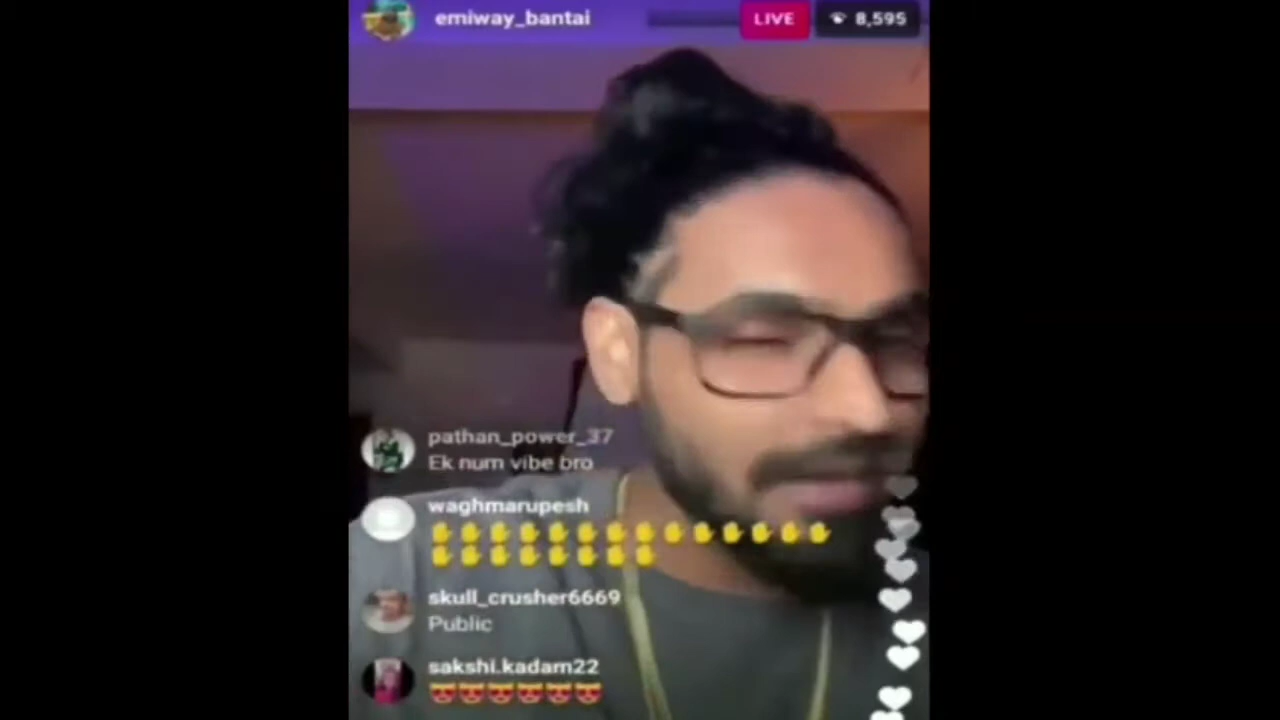 emiway_bantai
LIVE 8,595
pathan_power_37
Ek num vibe bro
waghmarupesh
skull_crusher6669
Public
sakshi.kadam22